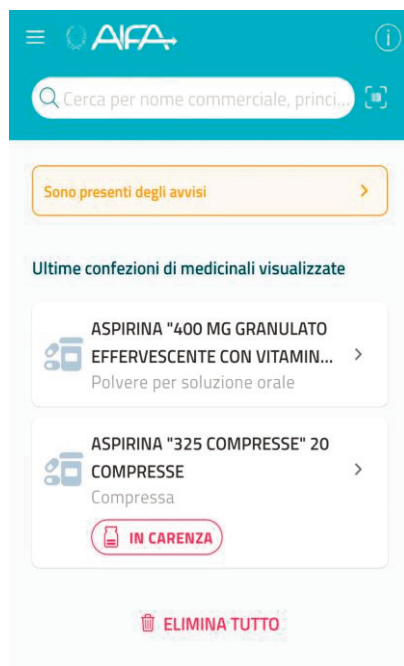 AIFA
Cerca per nome commerciale, princi...
Sono presenti degli avvisi
Ultime confezioni di medicinali visualizzate
ASPIRINA "400 MG GRANULATO
EFFERVESCENTE CON VITAMIN...
Polvere per soluzione orale
ASPIRINA "325 COMPRESSE" 20
COMPRESSE
Compressa
IN CARENZA
ELIMINA TUTTO